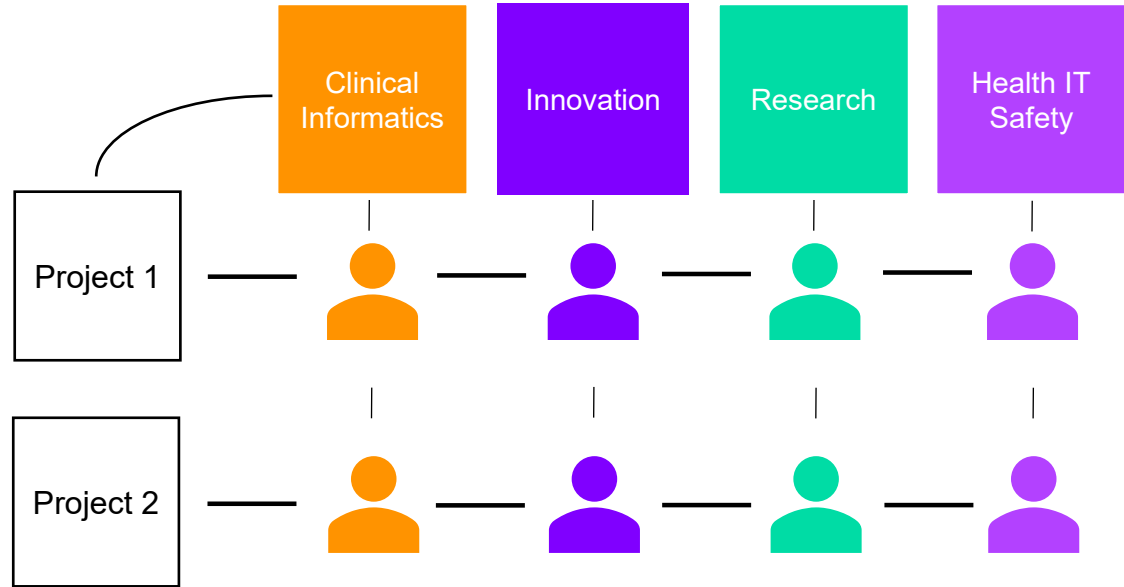 Clinical
Informatics
Innovation
Research
Health IT
Safety
Project 1
Project 2